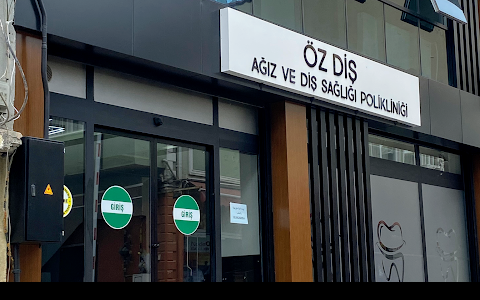 ÖZ DİŞ
AĞIZ VE DİŞ SAĞLIĞI POLİKLİNİĞİ
GİRİŞ
GİRİŞ